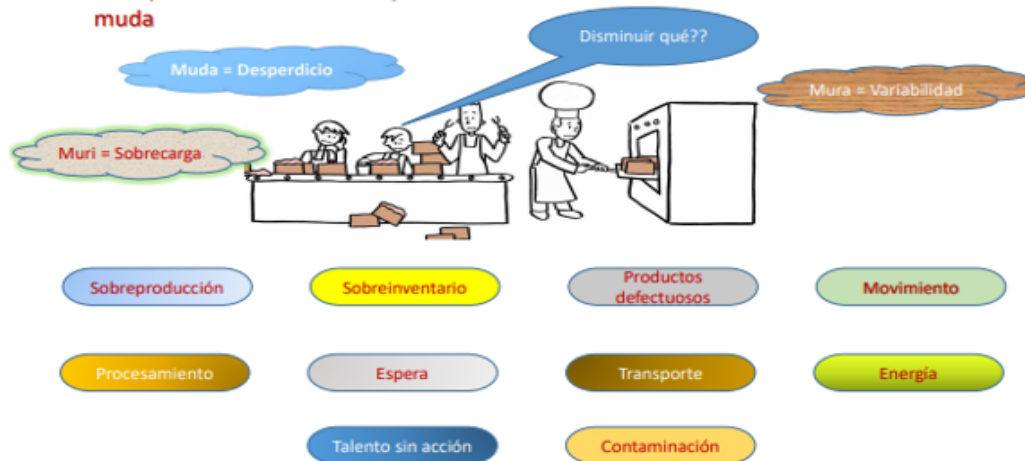 muda
Disminuir qué??
Muda = Desperdicio
Mura = Variabilidad
Muri = Sobrecarga
Sobreproducción
Sobreinventario
Productos
defectuosos
Movimiento
Procesamiento
Espera
Transporte
Energía
Talento sin acción
Contaminación